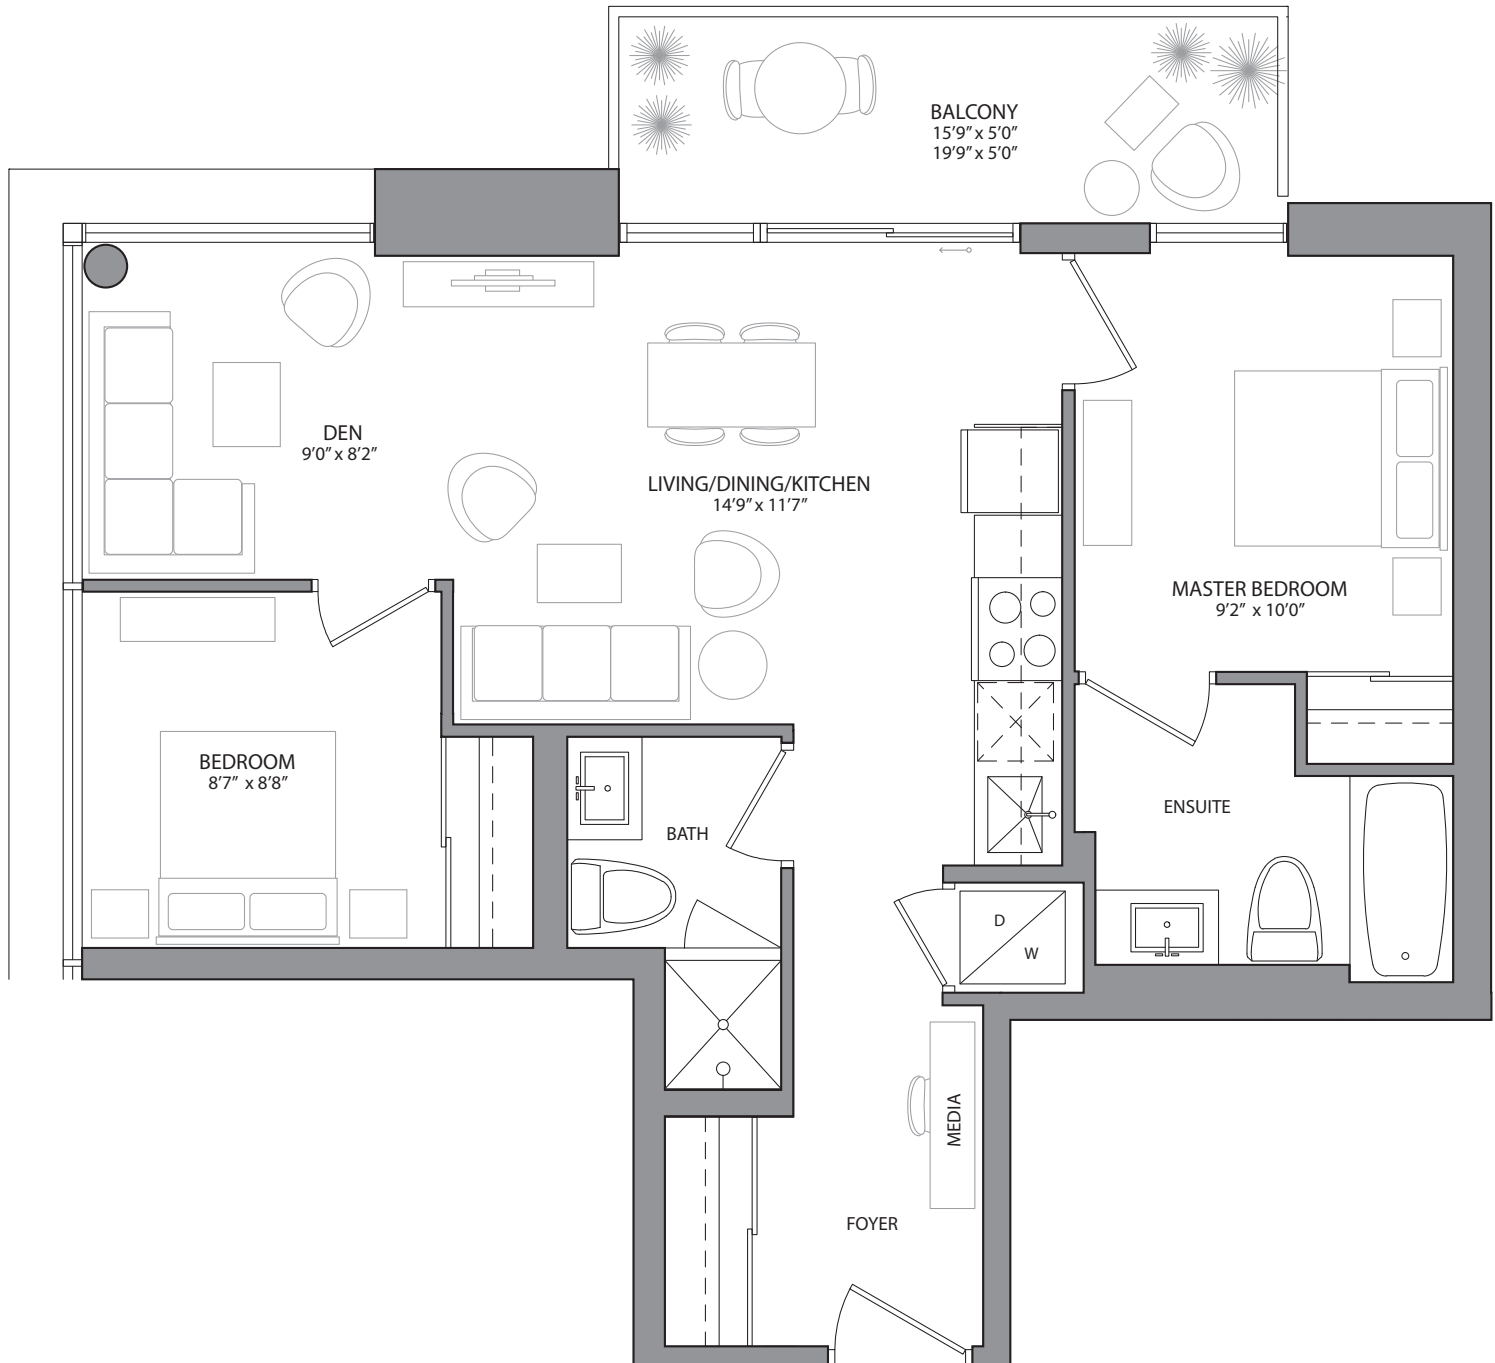 BALCONY
15’9” x 5’0”
19’9” x 5’0”
DEN
9’0” x 8’2”
LIVING/DINING/KITCHEN
14’9” x 11’7”
MASTER BEDROOM
9’2” x 10’0”
BEDROOM
8’7” x 8’8”
BATH
ENSUITE
D
W
MEDIA
FOYER